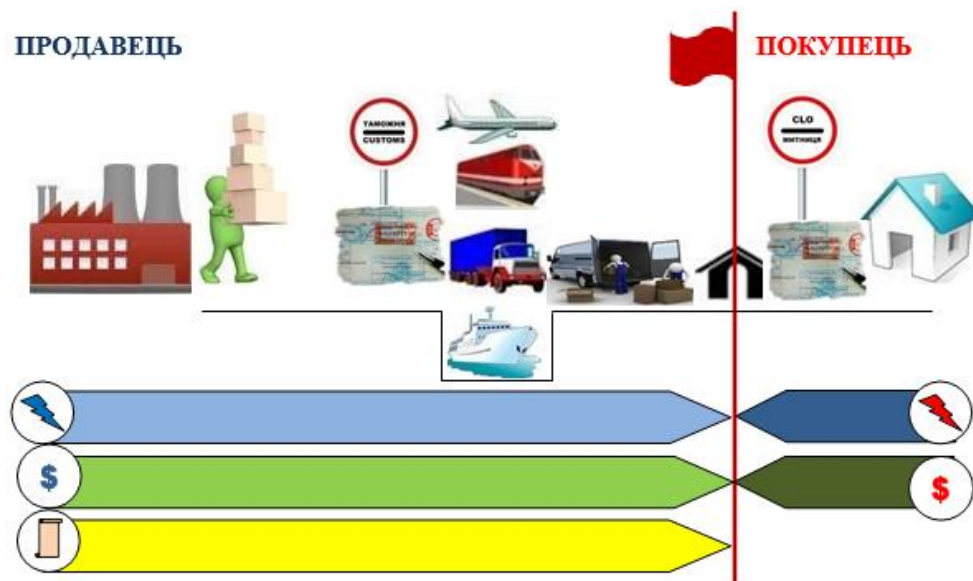 ПРОДАВЕЦЬ
ПОКУПЕЦЬ
ТАМОЖНЯ
CUSTOMS
CLO
МИТНИЦЯ
$
$